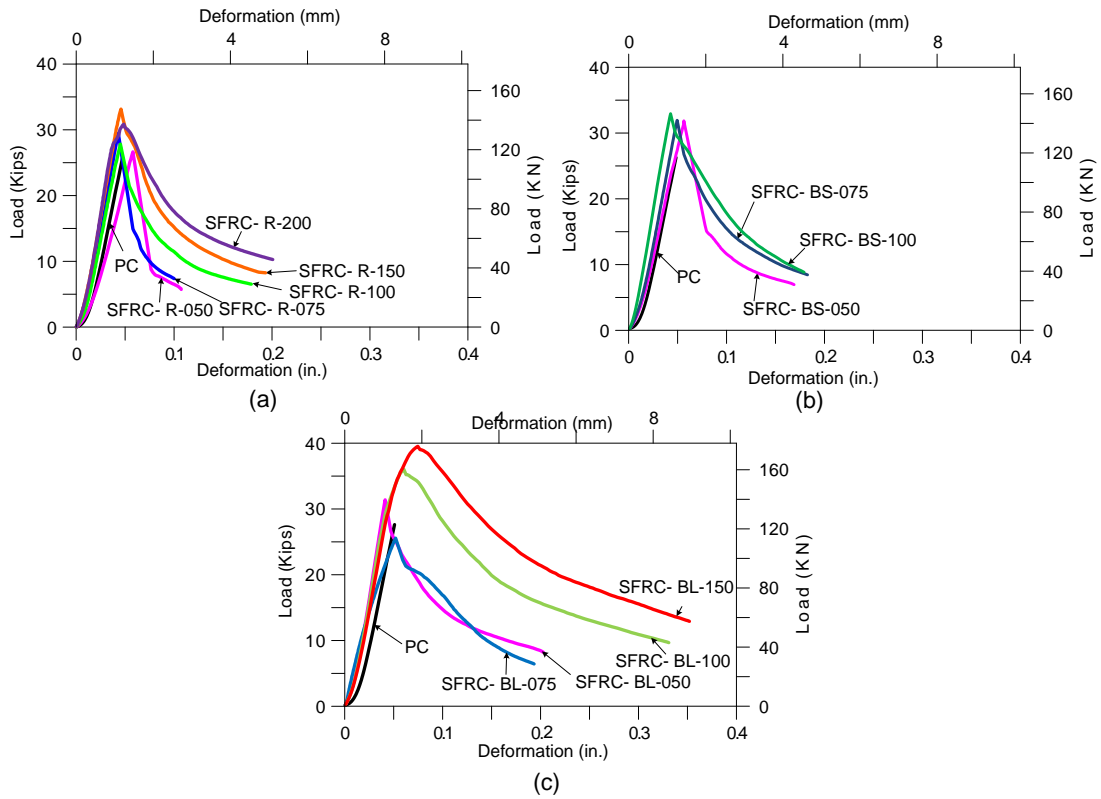 Deformation (mm)
0 4 8
40
30
20
10
0
Load (Kips)
160
120
80
40
0
Load (KN)
SFRC- R-200
PC
SFRC- R-150
SFRC- R-100
SFRC- R-050
SFRC- R-075
0 0.1 0.2 0.3 0.4
Deformation (in.)
(a)
Deformation (mm)
0 4 8
40
30
20
10
0
Load (Kips)
160
120
80
40
0
Load (KN)
SFRC- BS-075
SFRC- BS-100
PC
SFRC- BS-050
0 0.1 0.2 0.3 0.4
Deformation (in.)
(b)
Deformation (mm)
0 4 8
40
30
20
10
0
Load (Kips)
160
120
80
40
0
Load (KN)
SFRC- BL-150
PC
SFRC- BL-100
SFRC- BL-075
SFRC- BL-050
0 0.1 0.2 0.3 0.4
Deformation (in.)
(c)